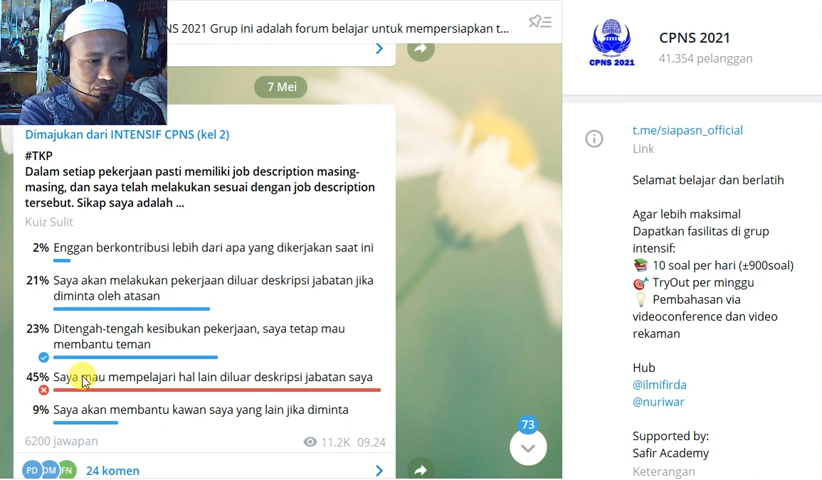 NS 2021 Grup ini adalah forum belajar untuk mempersiapkan t...
7 Mei
Dimajukan dari INTENSIF CPNS (kel 2)
#TKP
Dalam setiap pekerjaan pasti memiliki job description masing-
masing, dan saya telah melakukan sesuai dengan job description
tersebut. Sikap saya adalah ...
Kuiz Sulit
2% Enggan berkontribusi lebih dari apa yang dikerjakan saat ini
21% Saya akan melakukan pekerjaan diluar deskripsi jabatan jika
diminta oleh atasan
23% Ditengah-tengah kesibukan pekerjaan, saya tetap mau
membantu teman
45% Saya mau mempelajari hal lain diluar deskripsi jabatan saya
9% Saya akan membantu kawan saya yang lain jika diminta
6200 jawapan
11.2K 09.24
73
PD DM FN 24 komen
CPNS 2021
CPNS 2021
41.354 pelanggan
t.me/siapasn_official
Link
Selamat belajar dan berlatih
Agar lebih maksimal
Dapatkan fasilitas di grup
intensif:
📚 10 soal per hari (±900soal)
🎯 TryOut per minggu
💡 Pembahasan via
videoconference dan video
rekaman
Hub
@ilmifirda
@nuriwar
Supported by:
Safir Academy
Keterangan